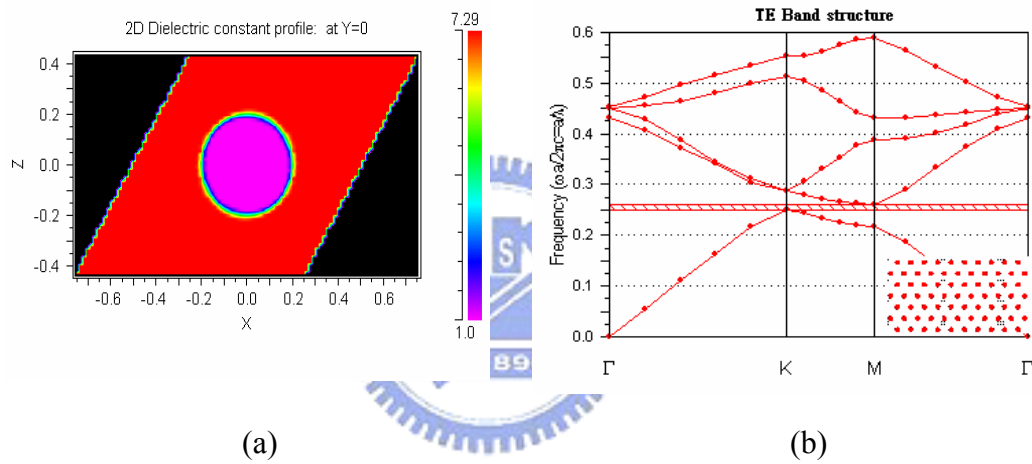 2D Dielectric constant profile: at Y=0
7.29
0.4
0.2
0.0
-0.2
-0.4
Z
-0.6
-0.4
-0.2
0.0
0.2
0.4
0.6
X
1.0
TE Band structure
0.6
0.5
0.4
0.3
0.2
0.1
0.0
Frequency (ωa/2πc=a/λ)
Γ
K
M
Γ
S
89
(a)
(b)